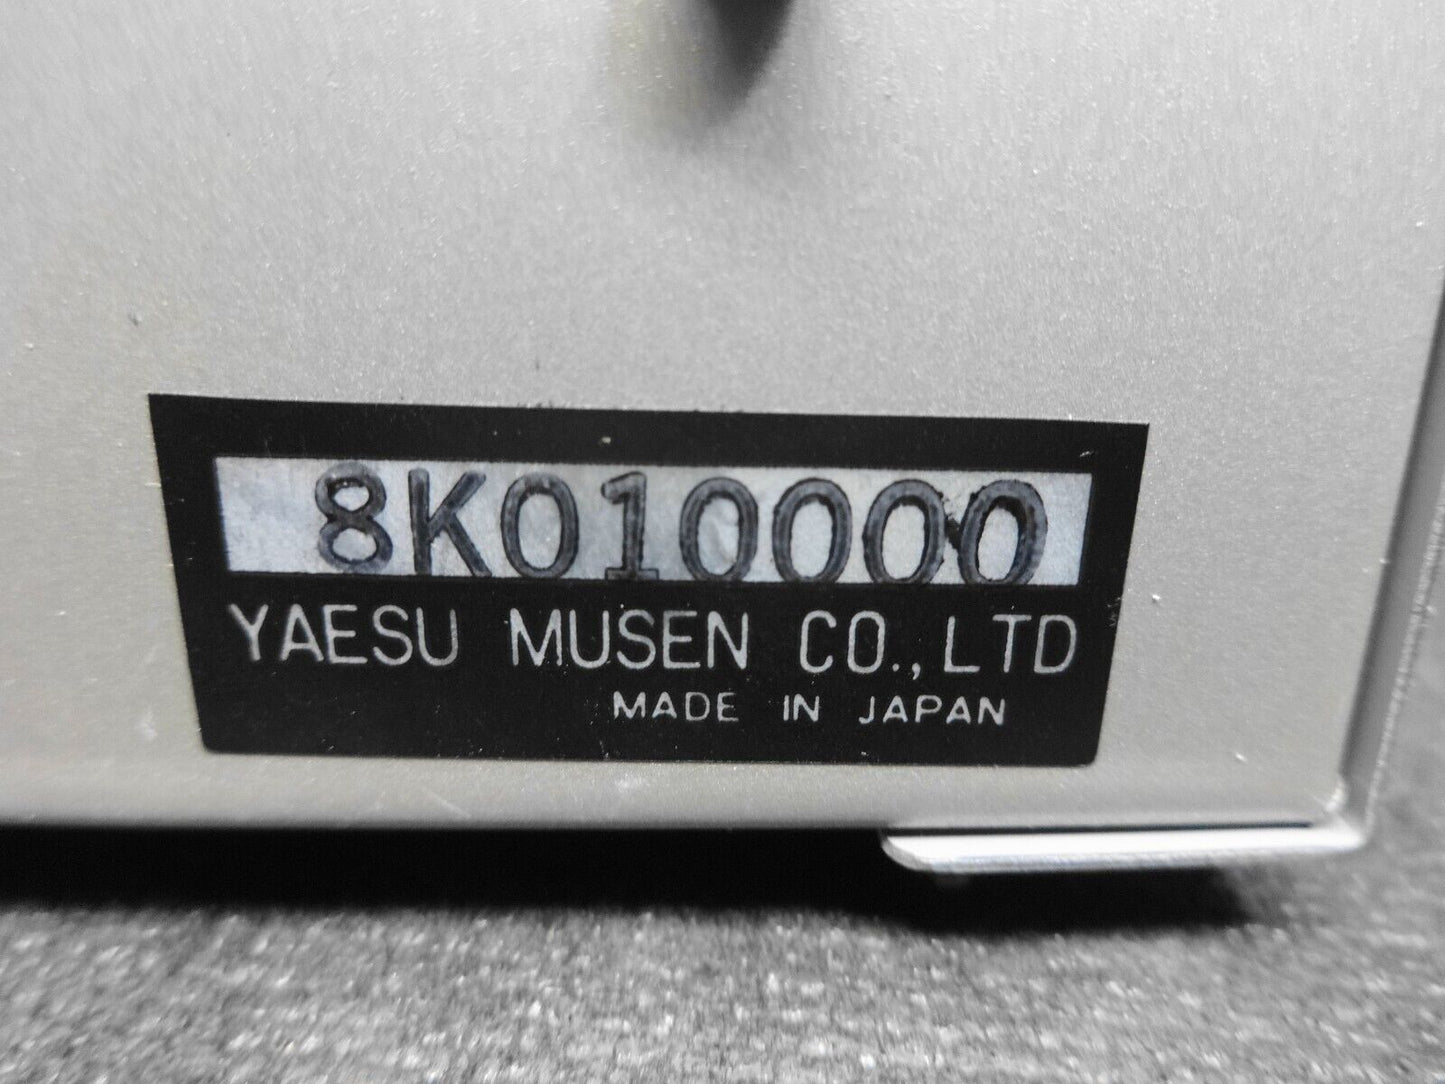 8K010000
YAESU MUSEN CO., LTD
MADE IN JAPAN